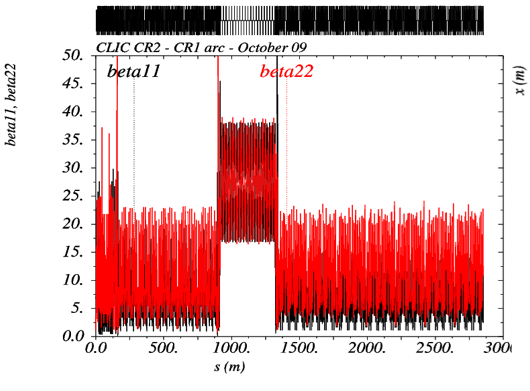 CLIC CR2 - CR1 arc - October 09
beta11
beta22
beta11, beta22
x (m)
50.
45.
40.
35.
30.
25.
20.
15.
10.
5.
0.0
0.0 500. 1000. 1500. 2000. 2500. 3000.
s (m)